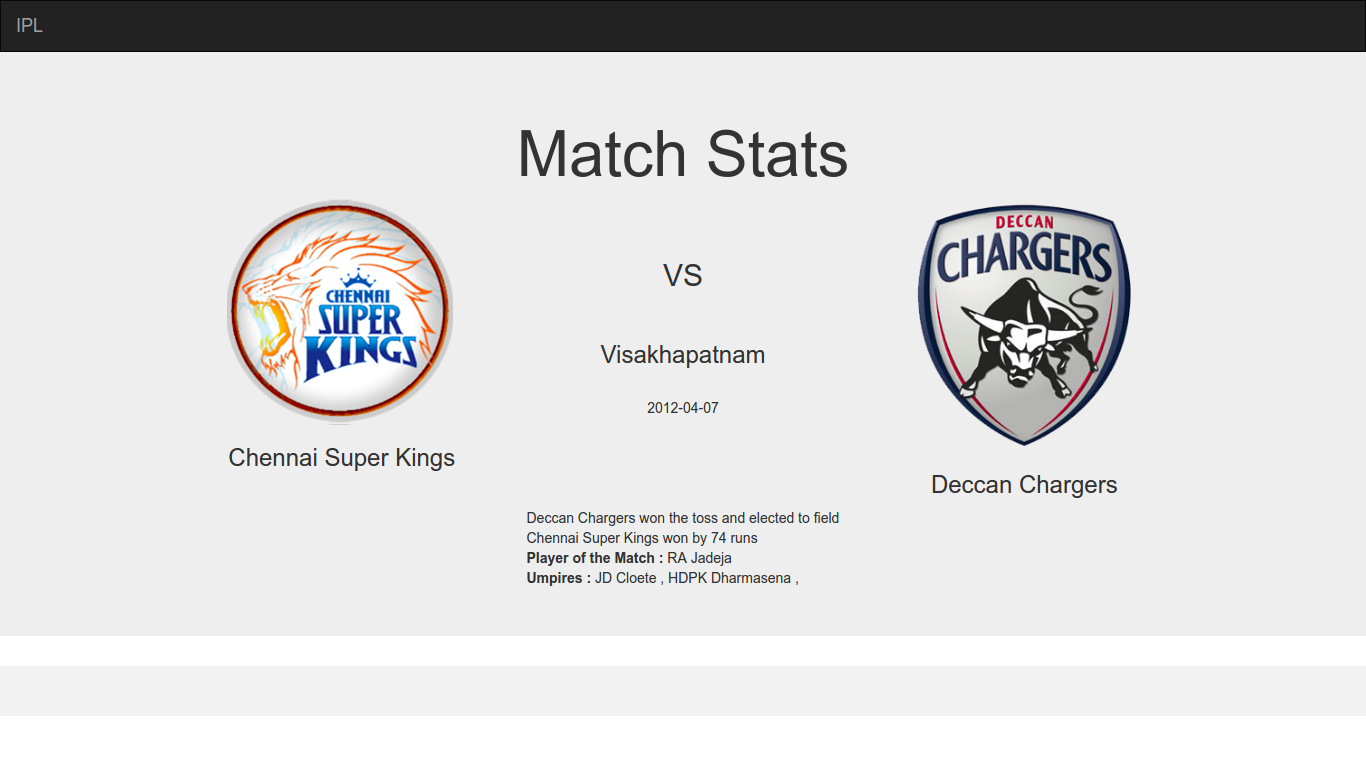 IPL
Match Stats
CHENNAI
SUPER
KINGS
Chennai Super Kings
VS
Visakhapatnam
2012-04-07
DECCAN
CHARGERS
Deccan Chargers
Deccan Chargers won the toss and elected to field
Chennai Super Kings won by 74 runs
Player of the Match : RA Jadeja
Umpires : JD Cloete , HDPK Dharmasena ,